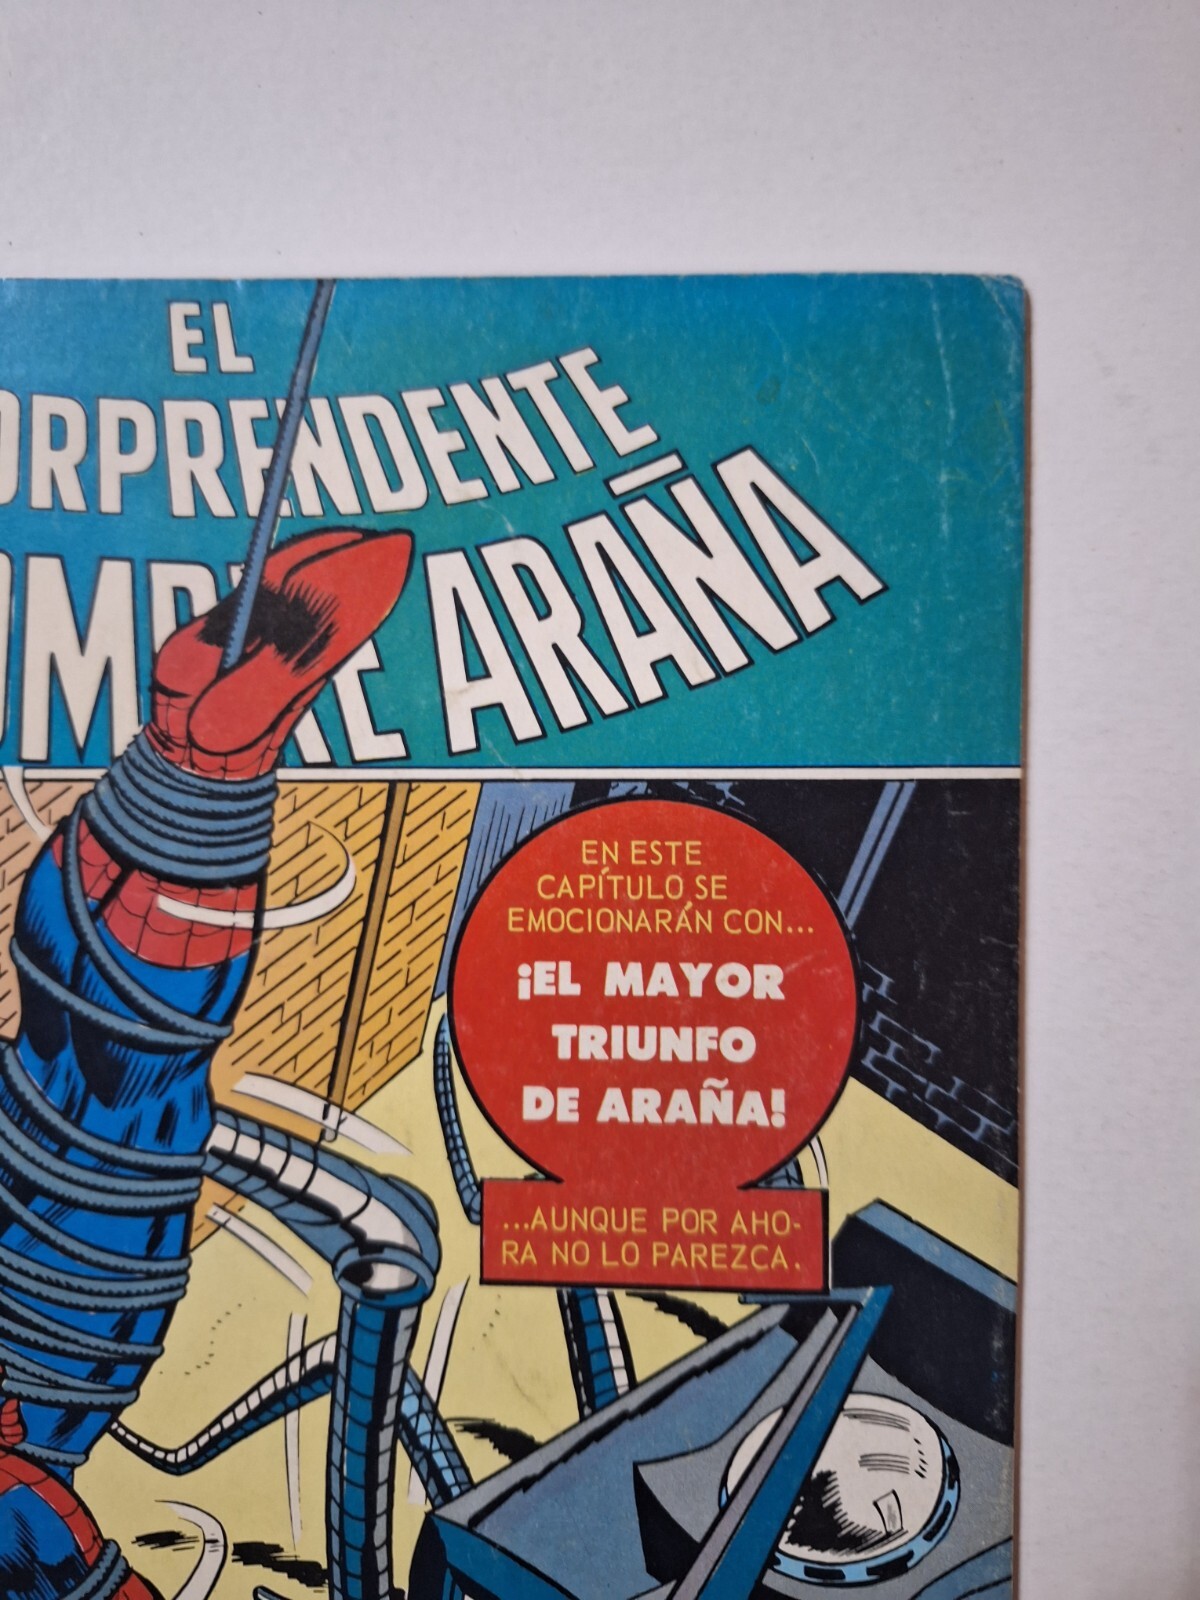 EL
ORPRENDENTE
OMBRE ARAÑA
EN ESTE
CAPÍTULO SE
EMOCIONARÁN CON...
¡EL MAYOR
TRIUNFO
DE ARAÑA!
...AUNQUE POR AHO-
RA NO LO PAREZCA.